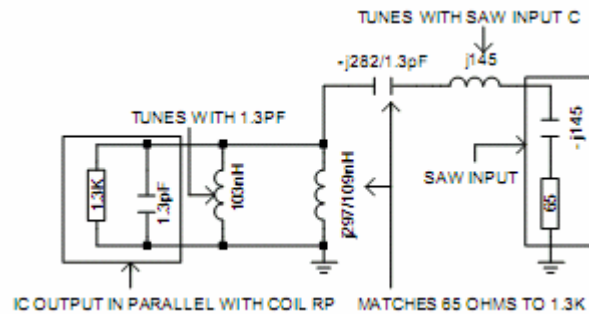 TUNES WITH SAW INPUT C
-j282/1.3pF
j145
TUNES WITH 1.3PF
-j145
1.3K
1.3pF
103nH
j297/109nH
SAW INPUT
65
IC OUTPUT IN PARALLEL WITH COIL RP
MATCHES 65 OHMS TO 1.3K